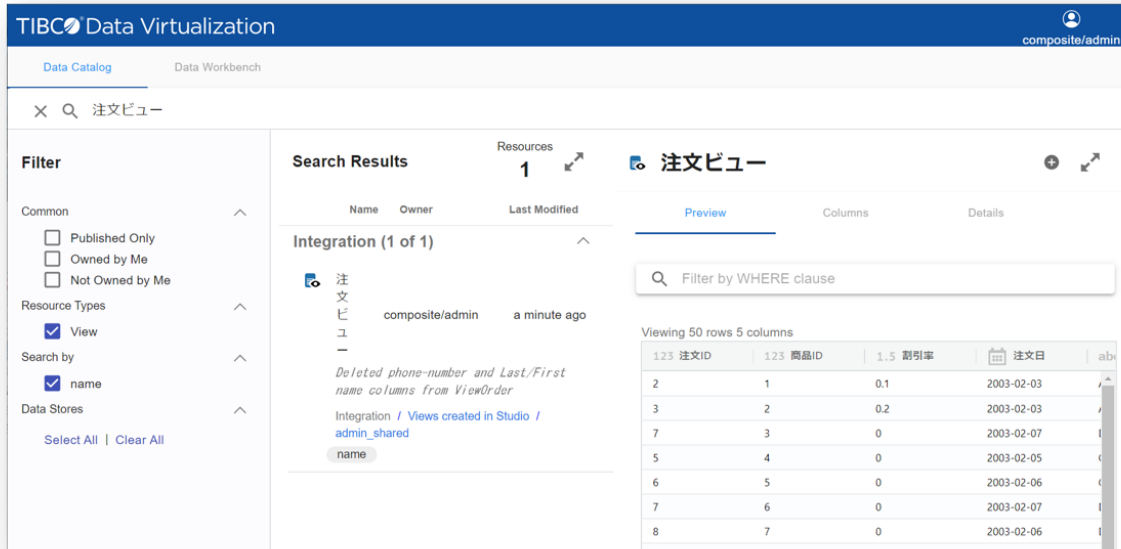 TIBCO® Data Virtualization
composite/admin
Data Catalog Data Workbench
注文ビュー
Filter
Common
Published Only
Owned by Me
Not Owned by Me
Resource Types
View
Search by
name
Data Stores
Select All | Clear All
Search Results
Resources
1
Name Owner Last Modified
Integration (1 of 1)
注
文
ビ
ュ
ー
composite/admin a minute ago
Deleted phone-number and Last/First
name columns from ViewOrder
Integration / Views created in Studio /
admin_shared
name
注文ビュー
Preview Columns Details
Filter by WHERE clause
Viewing 50 rows 5 columns
123 注文ID 123 商品ID 1.5 割引率 注文日
2 1 0.1 2003-02-03
3 2 0.2 2003-02-03
7 3 0 2003-02-07
5 4 0 2003-02-05
6 5 0 2003-02-06
7 6 0 2003-02-07
8 7 0 2003-02-06